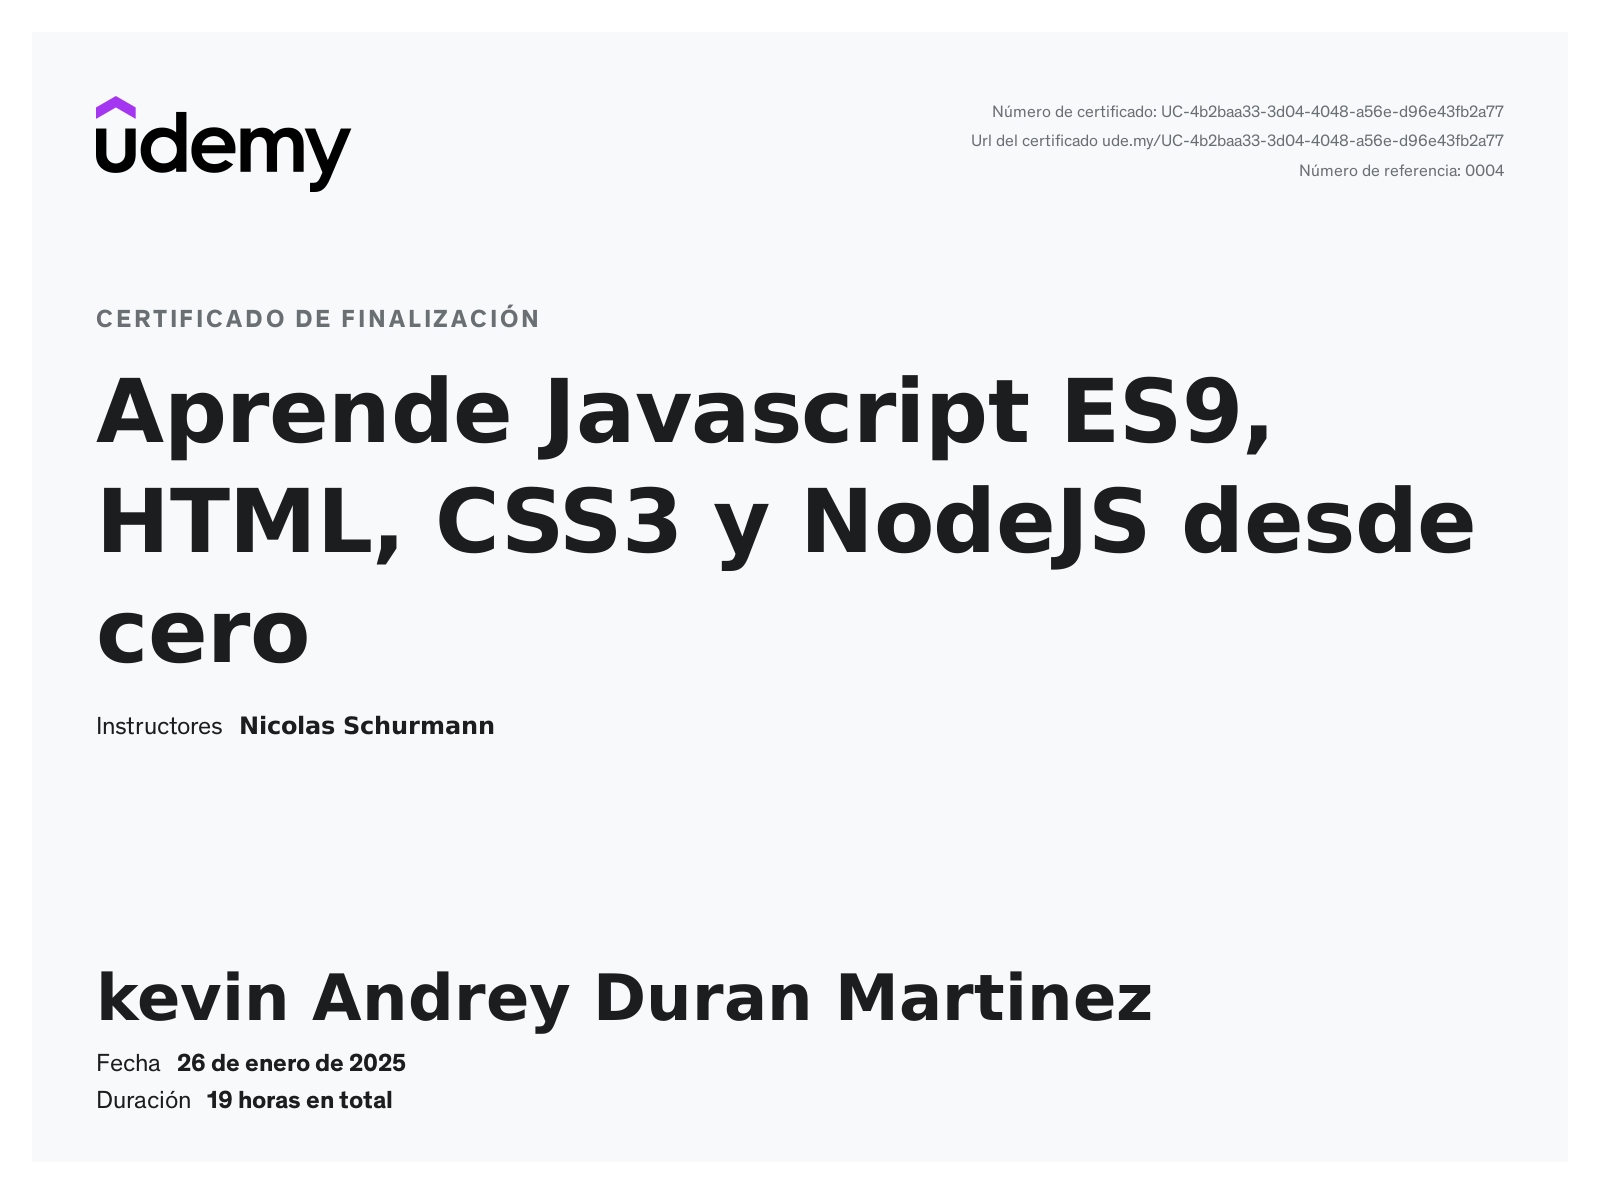 udemy
Número de certificado: UC-4b2baa33-3d04-4048-a56e-d96e43fb2a77
Url del certificado ude.my/UC-4b2baa33-3d04-4048-a56e-d96e43fb2a77
Número de referencia: 0004
CERTIFICADO DE FINALIZACIÓN
Aprende Javascript ES9,
HTML, CSS3 y NodeJS desde
cero
Instructores Nicolas Schurmann
kevin Andrey Duran Martinez
Fecha 26 de enero de 2025
Duración 19 horas en total